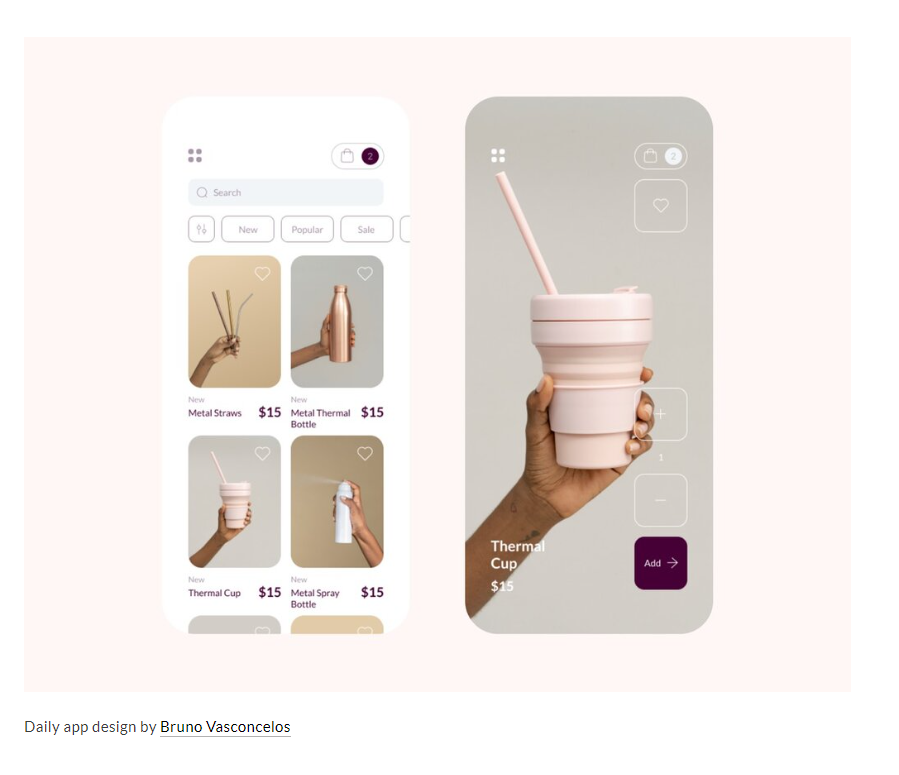 2
Search
New
Popular
Sale
New
Metal Straws $15
New
Metal Thermal $15
Bottle
New
Thermal Cup $15
New
Metal Spray $15
Bottle
2
1
Thermal
Cup
$15
Add
Daily app design by Bruno Vasconcelos